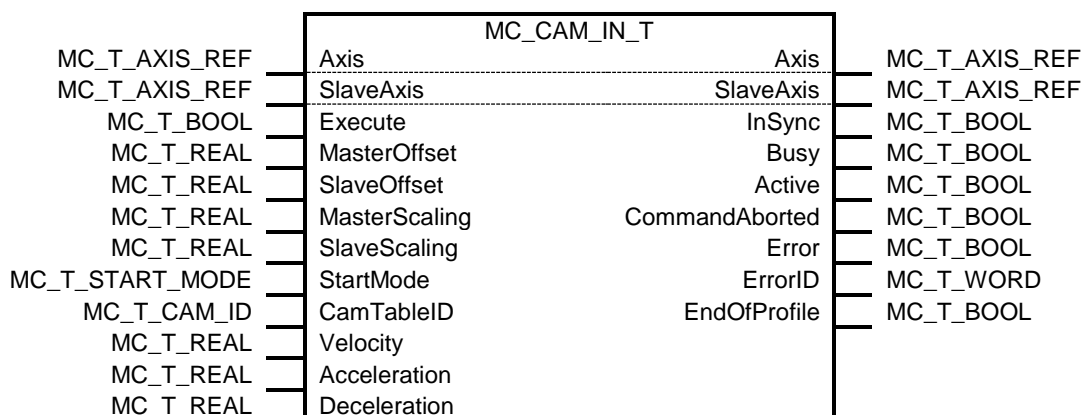 MC_CAM_IN_T
MC_T_AXIS_REF Axis Axis MC_T_AXIS_REF
MC_T_AXIS_REF SlaveAxis SlaveAxis MC_T_AXIS_REF
MC_T_BOOL Execute InSync MC_T_BOOL
MC_T_REAL MasterOffset Busy MC_T_BOOL
MC_T_REAL SlaveOffset Active MC_T_BOOL
MC_T_REAL MasterScaling CommandAborted MC_T_BOOL
MC_T_REAL SlaveScaling Error MC_T_BOOL
MC_T_START_MODE StartMode ErrorID MC_T_WORD
MC_T_CAM_ID CamTableID EndOfProfile MC_T_BOOL
MC_T_REAL Velocity
MC_T_REAL Acceleration
MC_T_REAL Deceleration